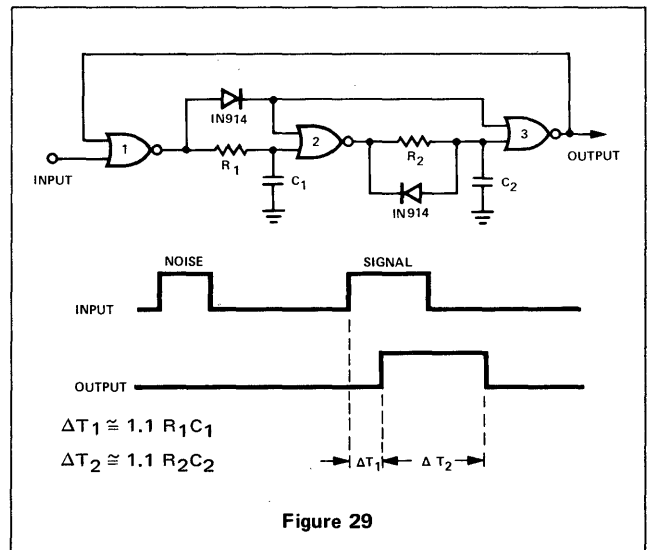 IN914
1
2
3
R1
R2
INPUT
C1
C2
OUTPUT
IN914
NOISE
SIGNAL
INPUT
OUTPUT
ΔT1 ≅ 1.1 R1C1
ΔT2 ≅ 1.1 R2C2
ΔT1
ΔT2
Figure 29